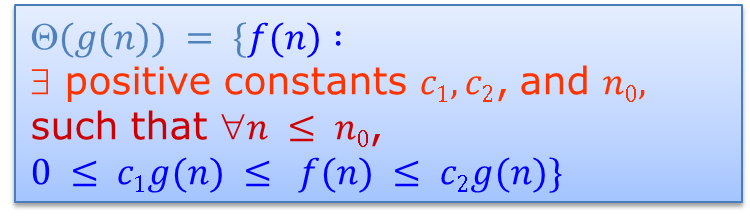 Θ(g(n)) = {f(n) :
∃ positive constants c₁, c₂, and n₀,
such that ∀n ≤ n₀,
0 ≤ c₁g(n) ≤ f(n) ≤ c₂g(n)}